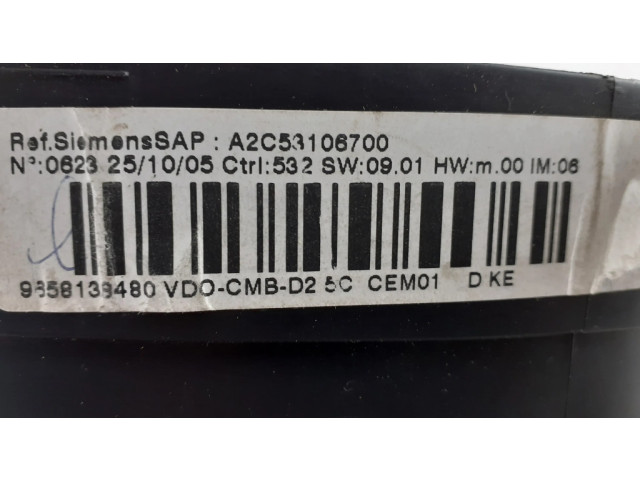 Ref.SiemensSAP : A2C53106700
N°:0623 25/10/05 Ctrl:532 SW:09.01 HW:m.00 IM:06
9658138480 VDO-CMB-D2 5C CEM01 D KE